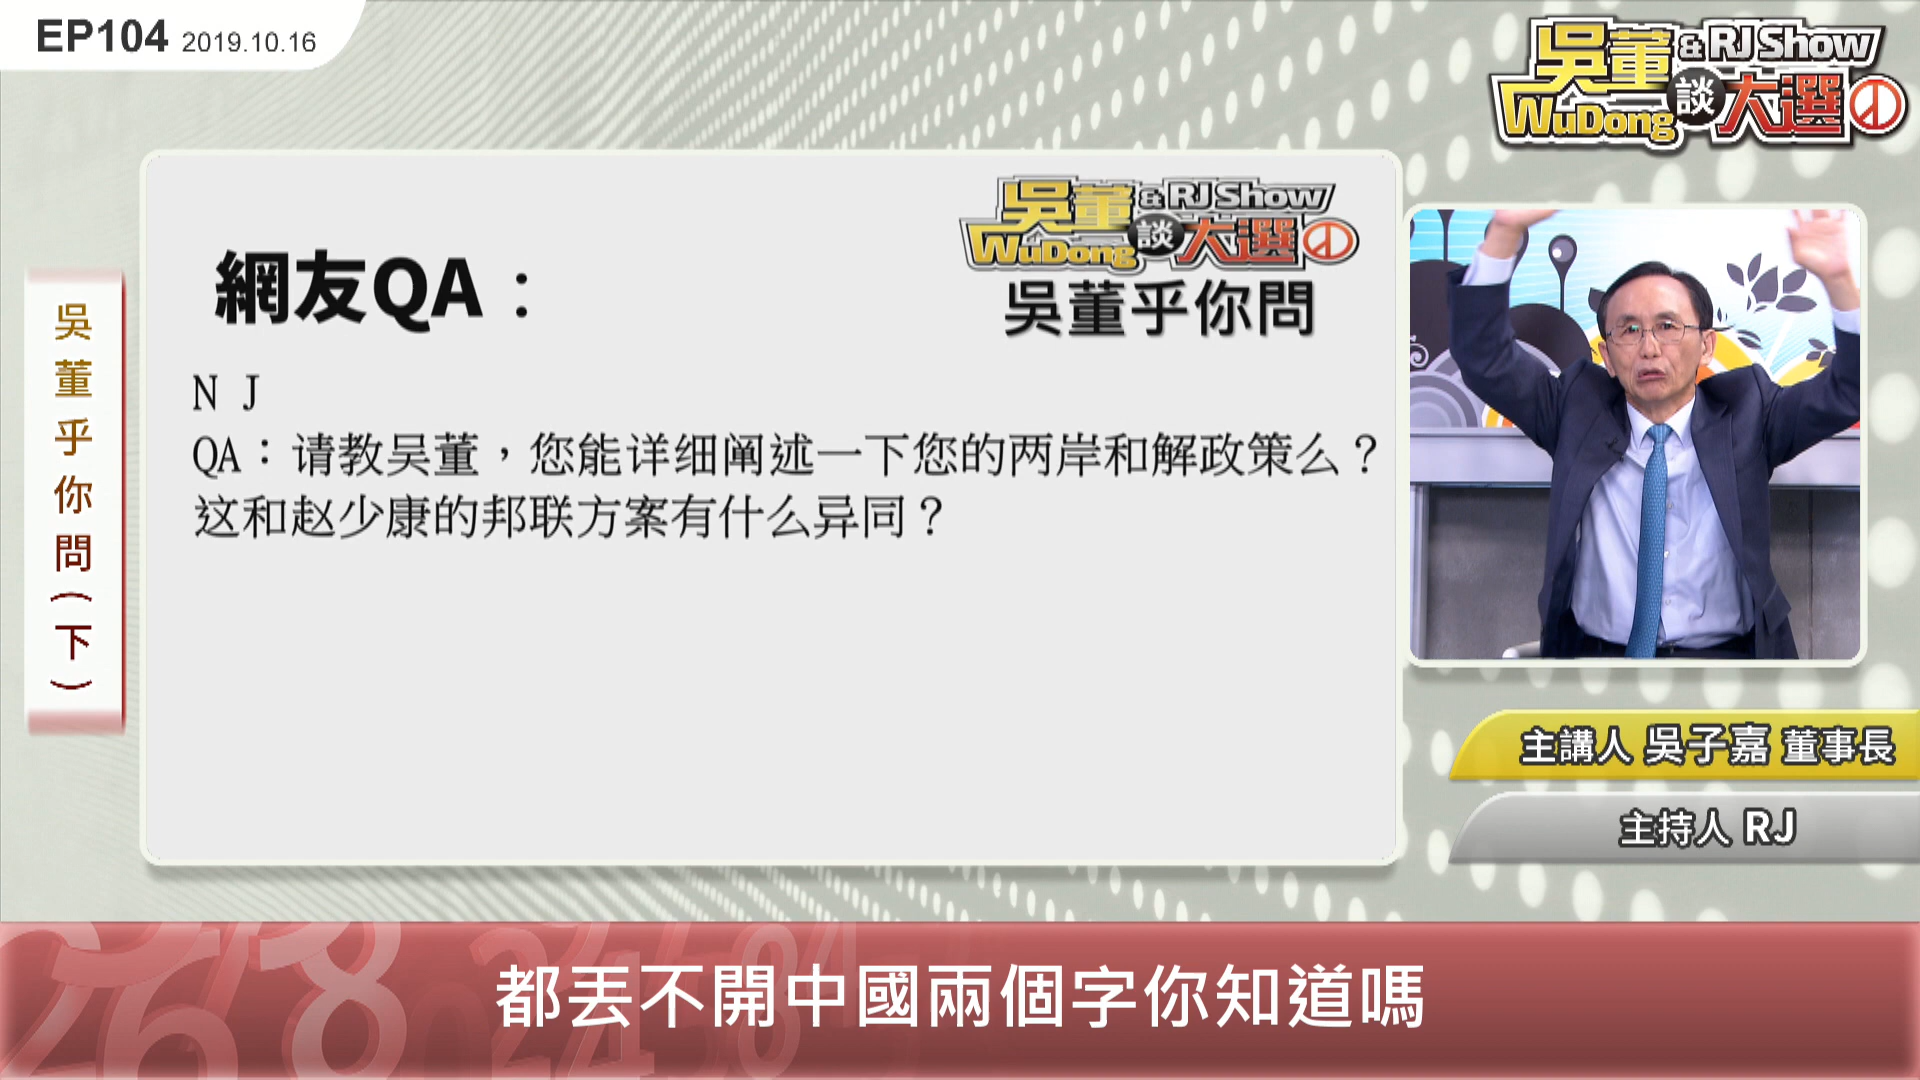 EP104 2019.10.16
吳董 & RJ Show
WuDong 談 大選
吳董 & RJ Show
WuDong 談 大選
吳董乎你問
網友QA：
N J
QA：请教吴董，您能详细阐述一下您的两岸和解政策么？
这和赵少康的邦联方案有什么异同？
吳董乎你問(下)
主講人 吳子嘉 董事長
主持人 RJ
都丟不開中國兩個字你知道嗎